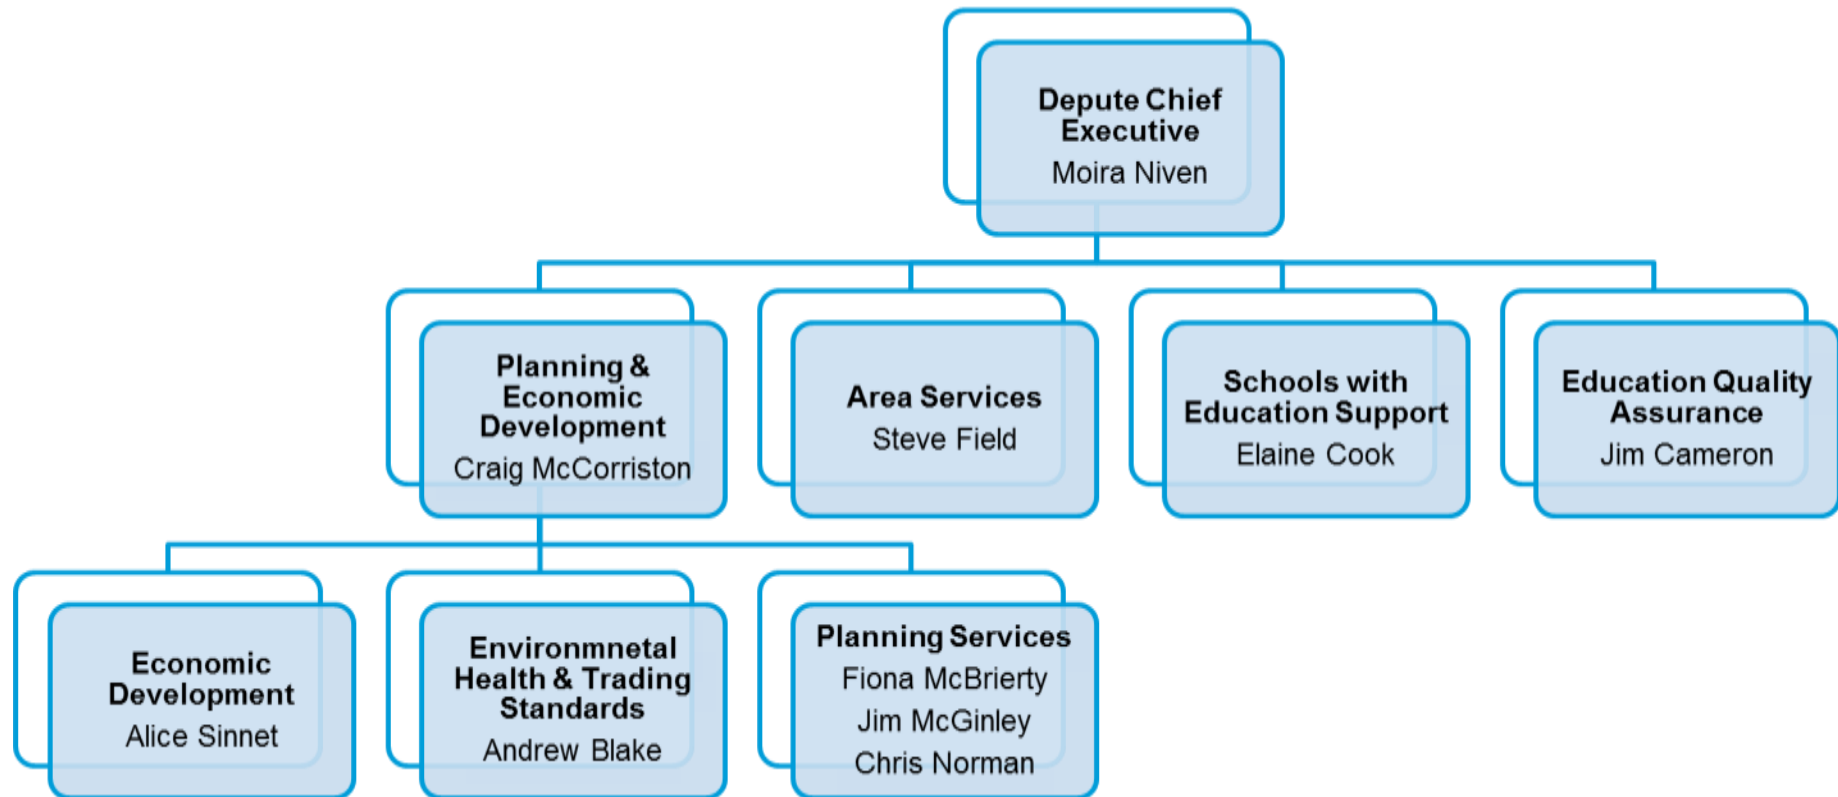 Depute Chief
Executive
Moira Niven
Planning &
Economic
Development
Craig McCorriston
Area Services
Steve Field
Schools with
Education Support
Elaine Cook
Education Quality
Assurance
Jim Cameron
Economic
Development
Alice Sinnet
Environmnetal
Health & Trading
Standards
Andrew Blake
Planning Services
Fiona McBrierty
Jim McGinley
Chris Norman